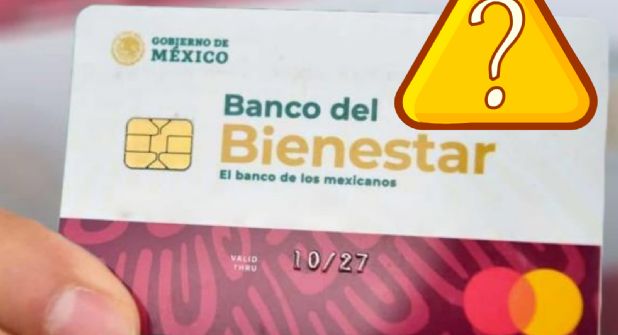 GOBIERNO DE
MÉXICO
?
Banco del
Bienestar
El banco de los mexicanos
VALID
THRU
10/27